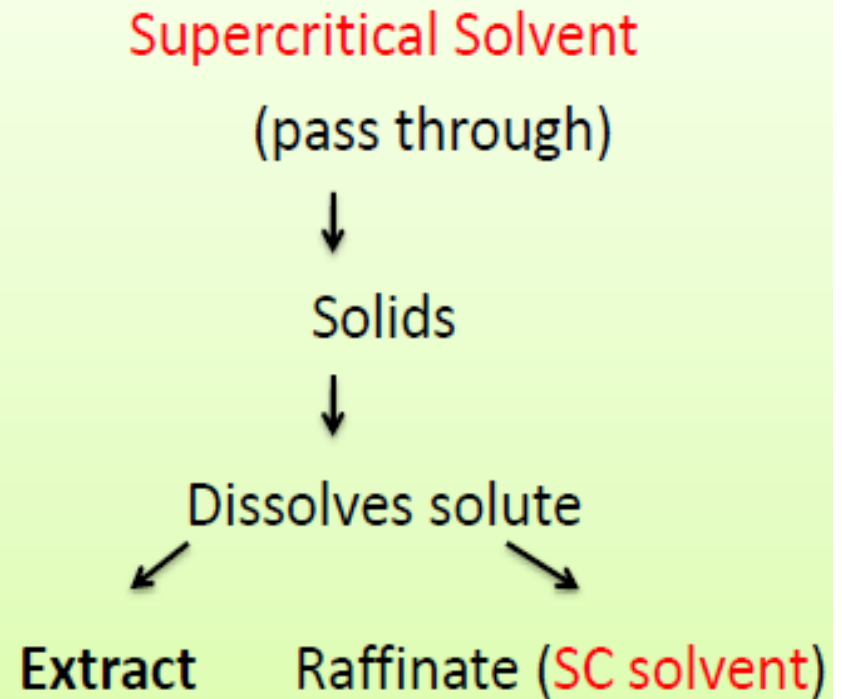 Supercritical Solvent
(pass through)
Solids
Dissolves solute
Extract Raffinate (SC solvent)